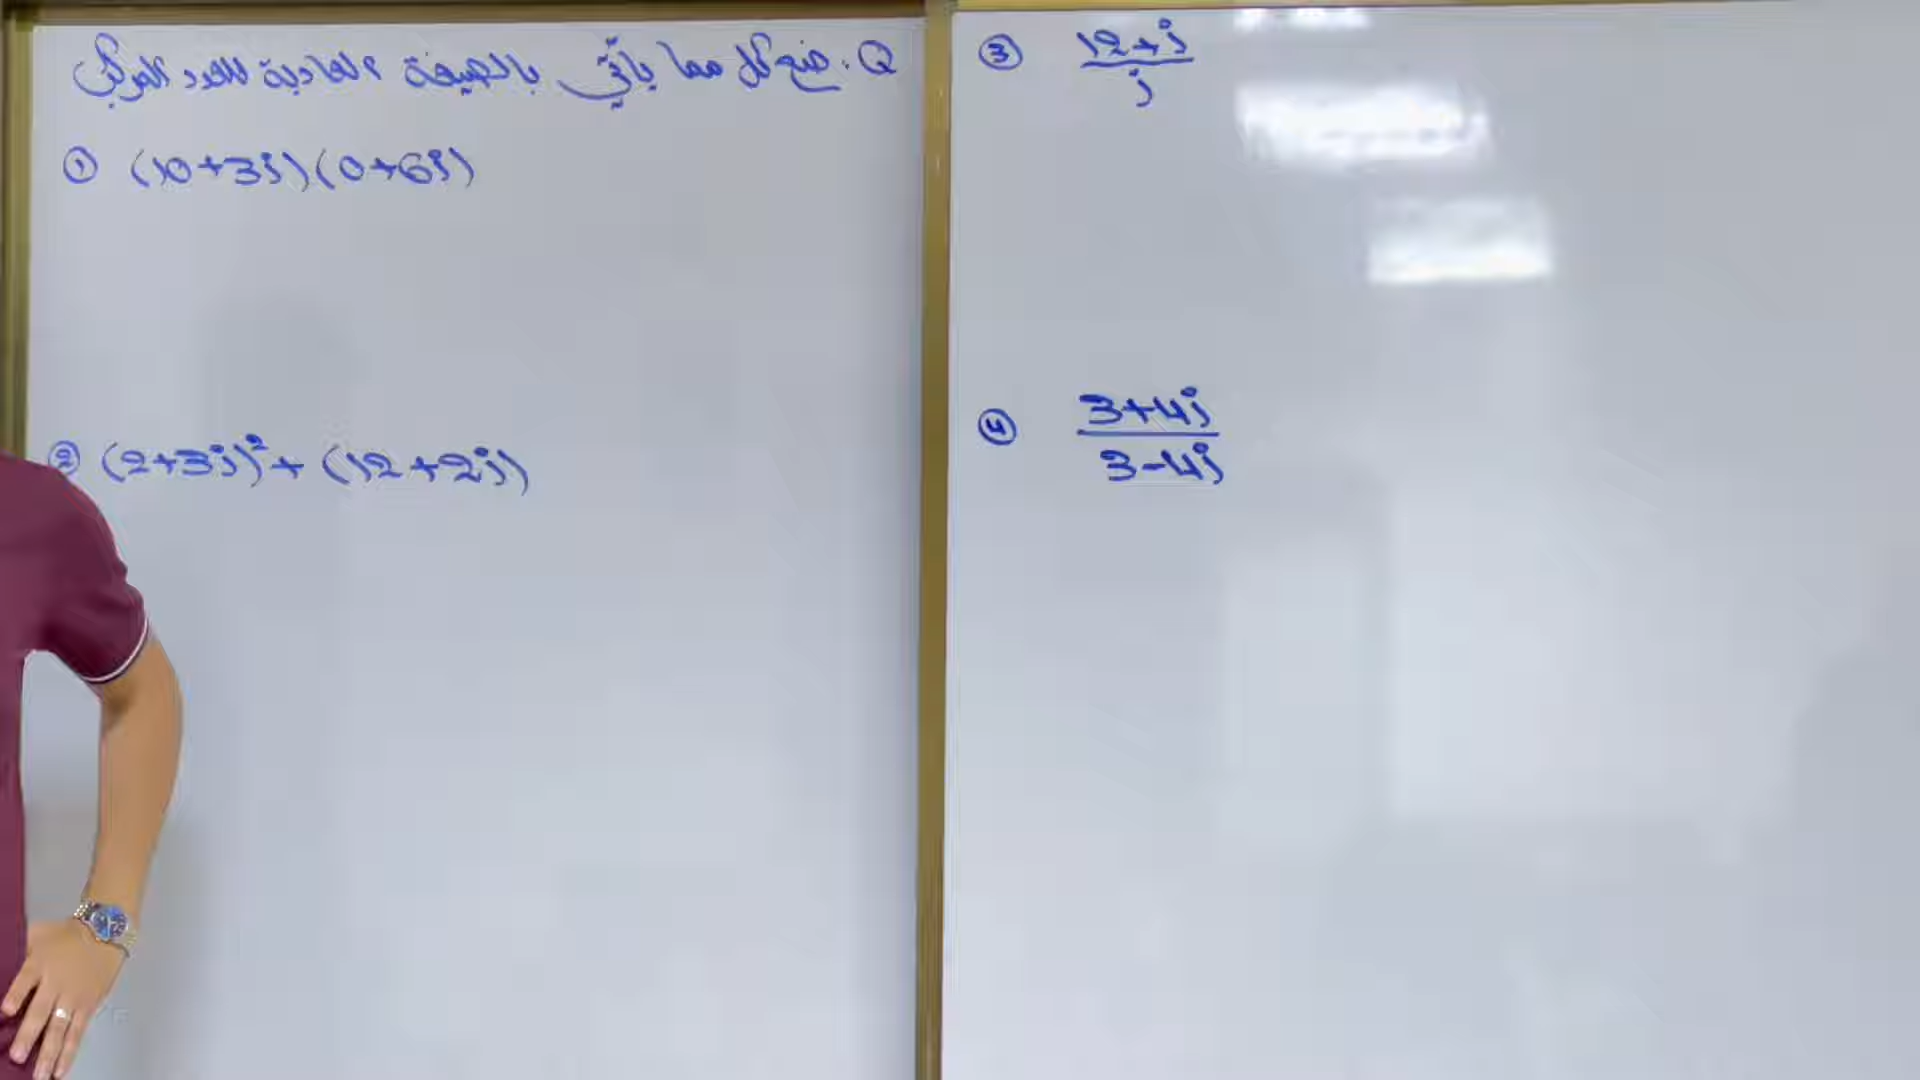 Q. ضع كل مما يأتي بالصيغة العادية للعدد المركب
① (10+3i)(0+6i)
② (2+3i)²+ (12+2i)
③ 12+i
i
④ 3+4i
3-4i